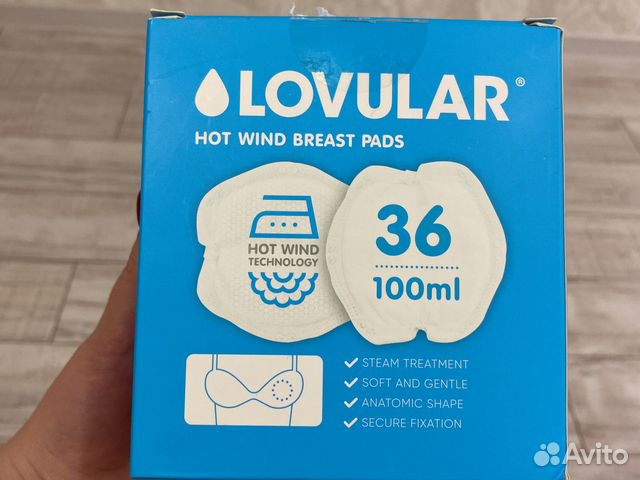 LOVULAR®
HOT WIND BREAST PADS
HOT WIND
TECHNOLOGY
36
100ml
STEAM TREATMENT
SOFT AND GENTLE
ANATOMIC SHAPE
SECURE FIXATION
Avito